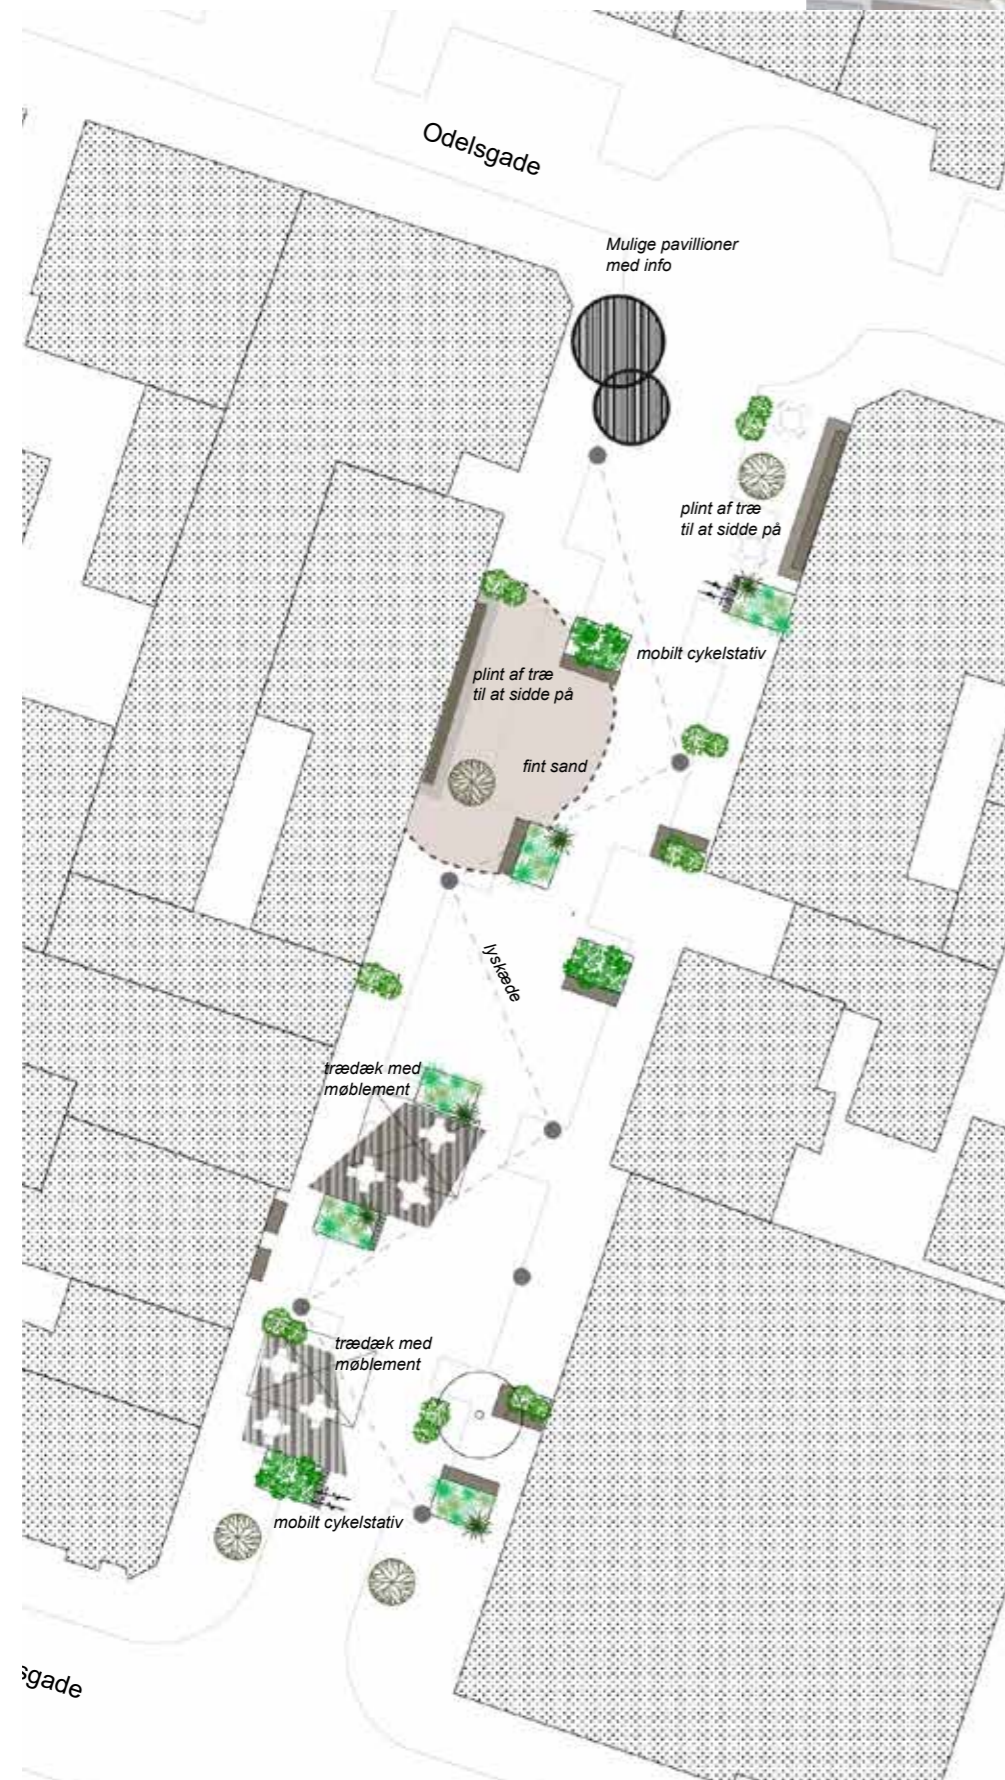 Odelsgade
Mulige pavillioner
med info
plint af træ
til at sidde på
mobilt cykelstativ
plint af træ
til at sidde på
fint sand
lyskæde
trædæk med
møblement
trædæk med
møblement
mobilt cykelstativ
sgade